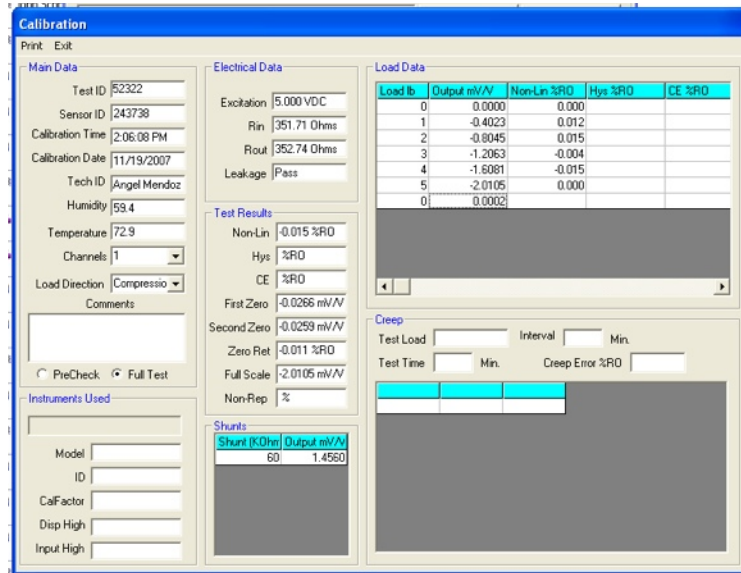 Calibration
Print Exit
Main Data
Test ID 52322
Sensor ID 243738
Calibration Time 2:06:08 PM
Calibration Date 11/19/2007
Tech ID Angel Mendoz
Humidity 59.4
Temperature 72.9
Channels 1
Load Direction Compressio
Comments
PreCheck Full Test
Instruments Used
Model
ID
CalFactor
Disp High
Input High
Electrical Data
Excitation 5.000 VDC
Rin 351.71 Ohms
Rout 352.74 Ohms
Leakage Pass
Test Results
Non-Lin -0.015 %RO
Hys %RO
CE %RO
First Zero -0.0266 mV/V
Second Zero -0.0259 mV/V
Zero Ret -0.011 %RO
Full Scale -2.0105 mV/V
Non-Rep %
Shunts
Shunt (KOhm Output mV/V
60 1.4560
Load Data
Load lb Output mV/V Non-Lin %RO Hys %RO CE %RO
0 0.0000 0.000
1 -0.4023 0.012
2 -0.8045 0.015
3 -1.2063 -0.004
4 -1.6081 -0.015
5 -2.0105 0.000
0 0.0002
Creep
Test Load Interval Min.
Test Time Min. Creep Error %RO